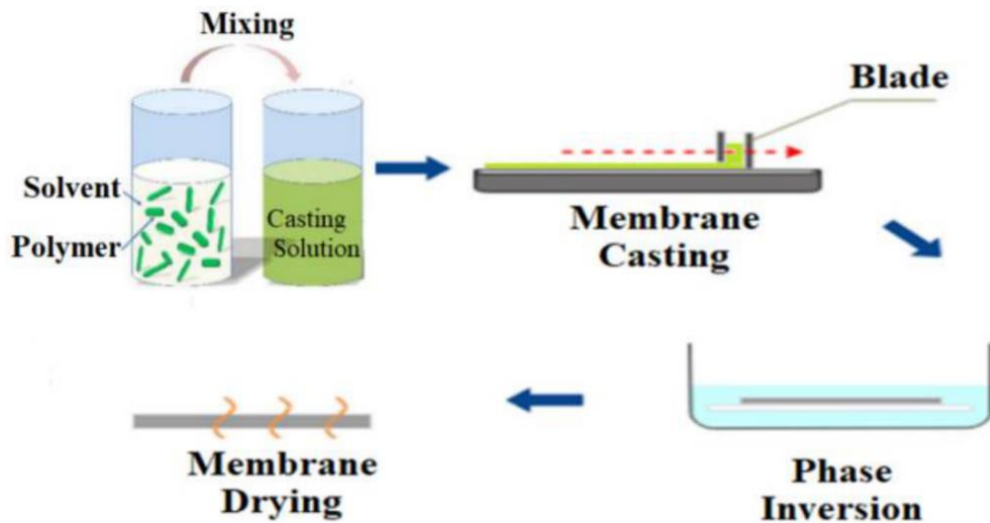 Mixing
Solvent
Polymer
Casting
Solution
Blade
Membrane
Casting
Phase
Inversion
Membrane
Drying